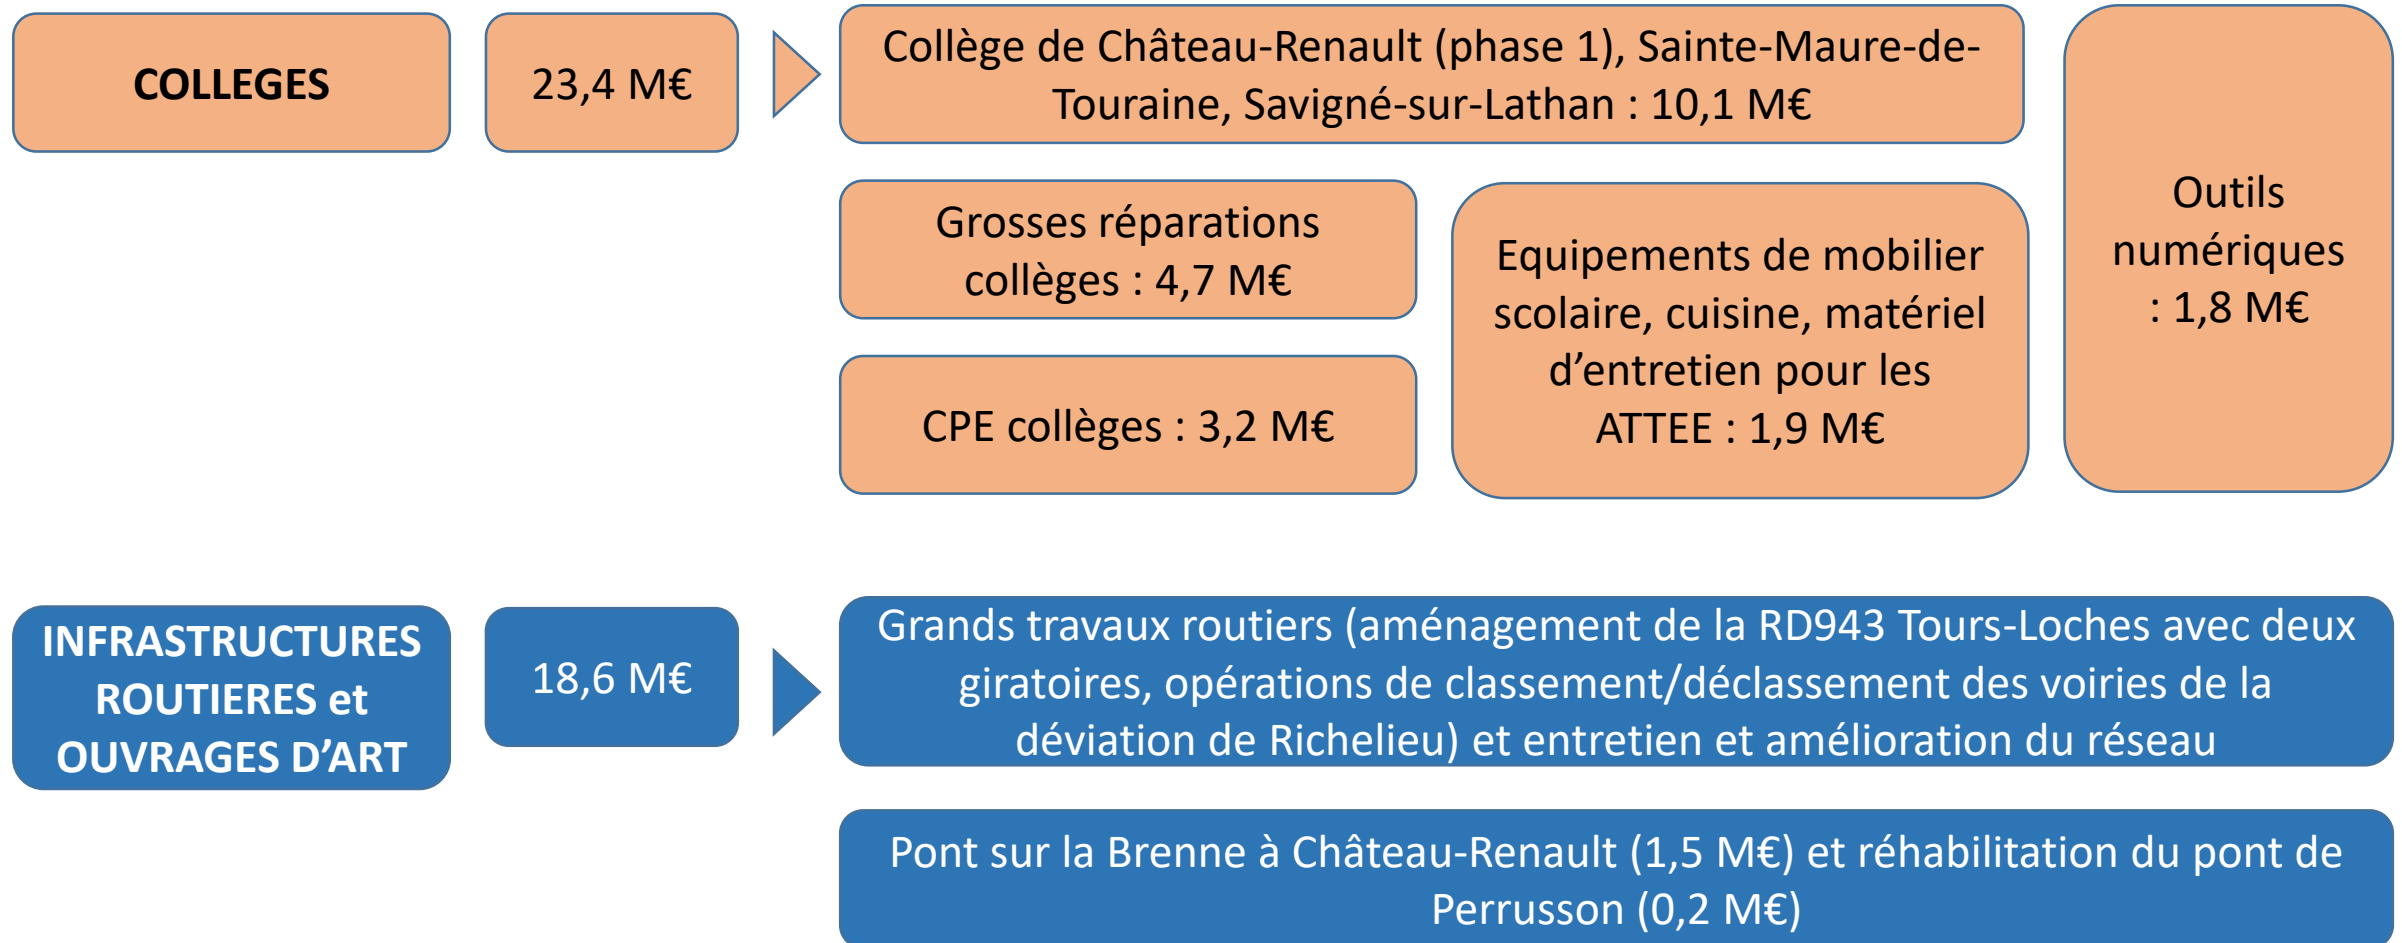 COLLEGES
23,4 M€
Collège de Château-Renault (phase 1), Sainte-Maure-de-
Touraine, Savigné-sur-Lathan : 10,1 M€
Grosses réparations
collèges : 4,7 M€
CPE collèges : 3,2 M€
Equipements de mobilier
scolaire, cuisine, matériel
d’entretien pour les
ATTEE : 1,9 M€
Outils
numériques
: 1,8 M€
INFRASTRUCTURES
ROUTIERES et
OUVRAGES D’ART
18,6 M€
Grands travaux routiers (aménagement de la RD943 Tours-Loches avec deux
giratoires, opérations de classement/déclassement des voiries de la
déviation de Richelieu) et entretien et amélioration du réseau
Pont sur la Brenne à Château-Renault (1,5 M€) et réhabilitation du pont de
Perrusson (0,2 M€)